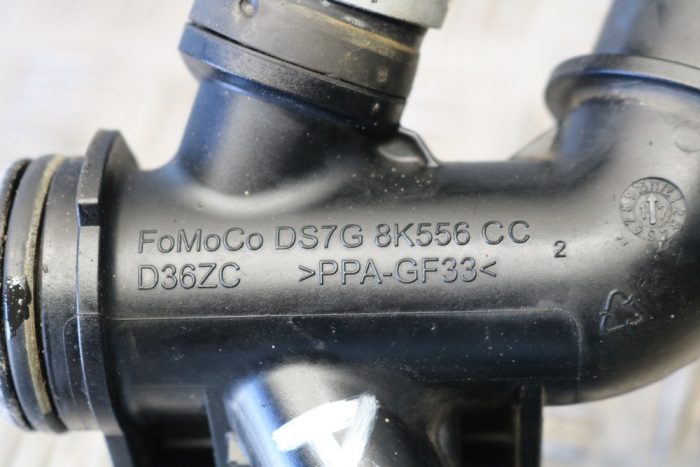 FoMoCo DS7G 8K556 CC
2
D36ZC >PPA-GF33<